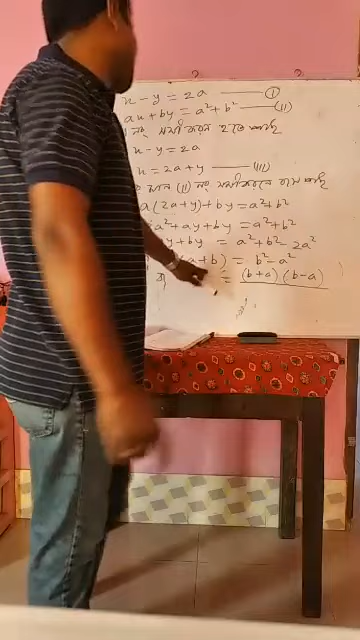 x - y = 2a ——— (i)
ax + by = a² + b² ——— (ii)
নং সমীকরণ হতে পাই
x - y = 2a
x = 2a + y ——— (iii)
মান (ii) নং সমীকরণে বসে পাই
a(2a+y) + by = a² + b²
2a² + ay + by = a² + b²
y + by = a² + b² - 2a²
(a+b) = b² - a²
= (b+a)(b-a)